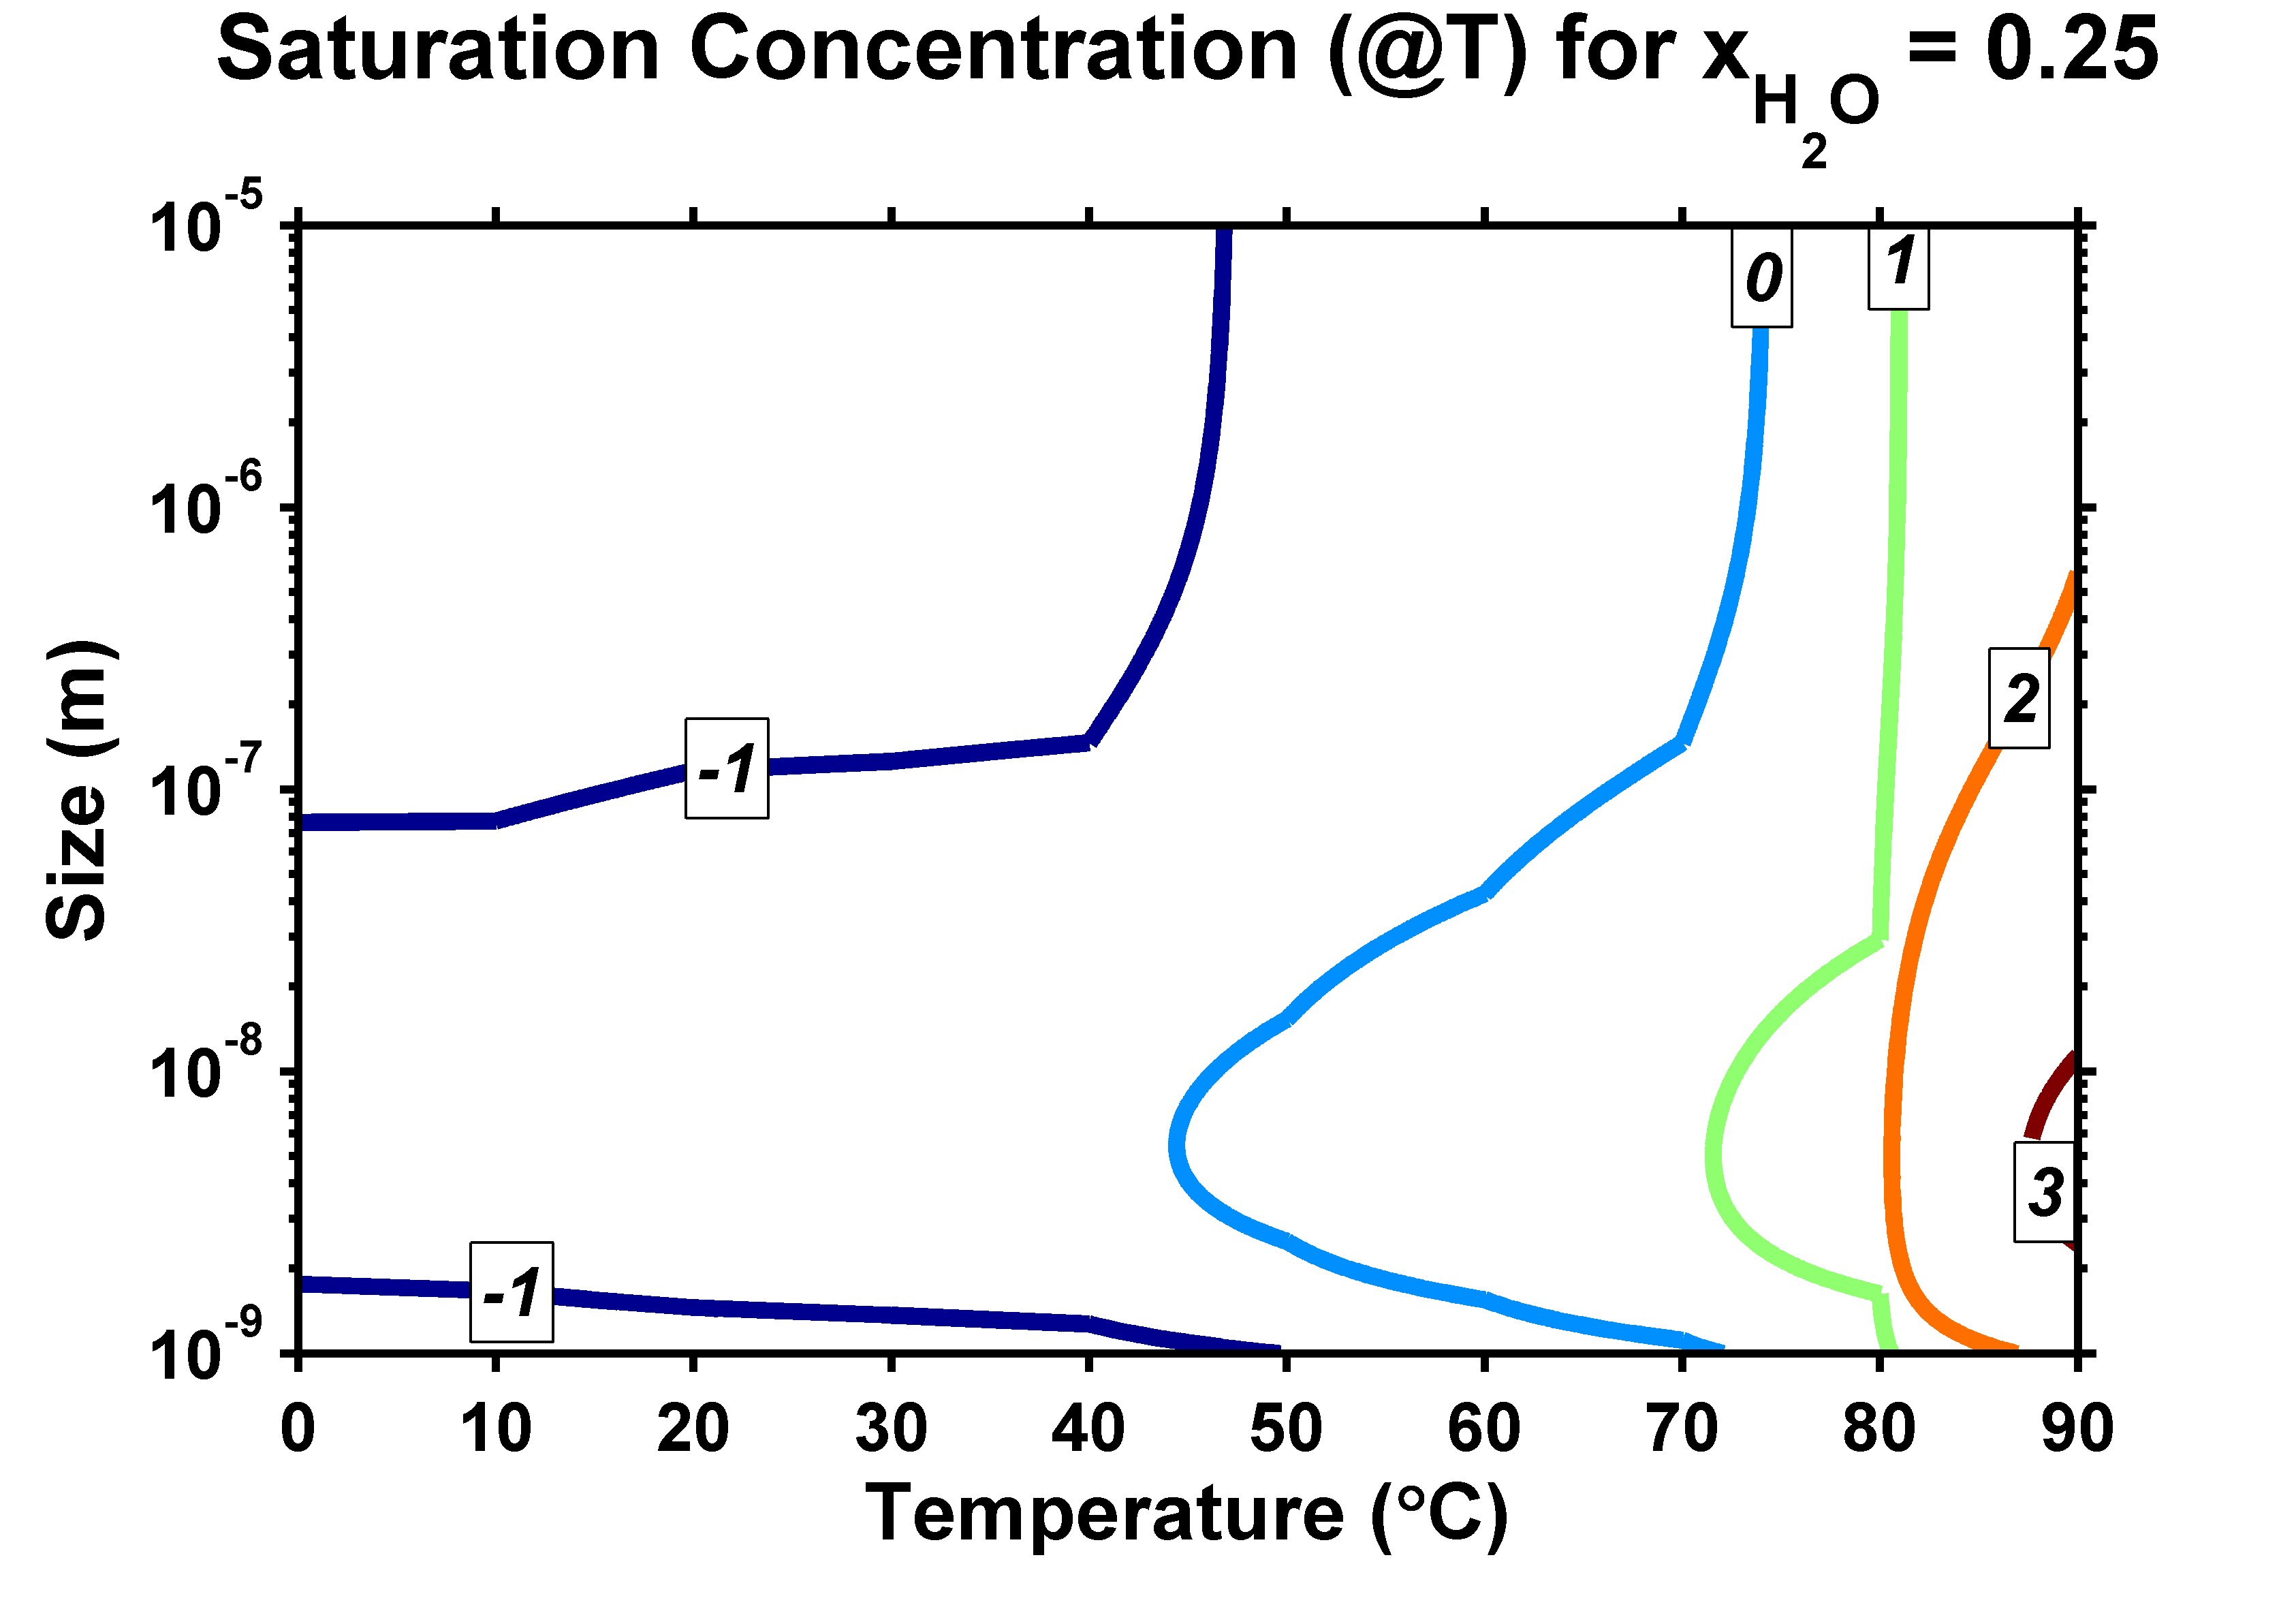 Saturation Concentration (@T) for x_H₂O = 0.25
10^-5
10^-6
10^-7
10^-8
10^-9
Size (m)
0
1
2
-1
3
-1
0 10 20 30 40 50 60 70 80 90
Temperature (°C)